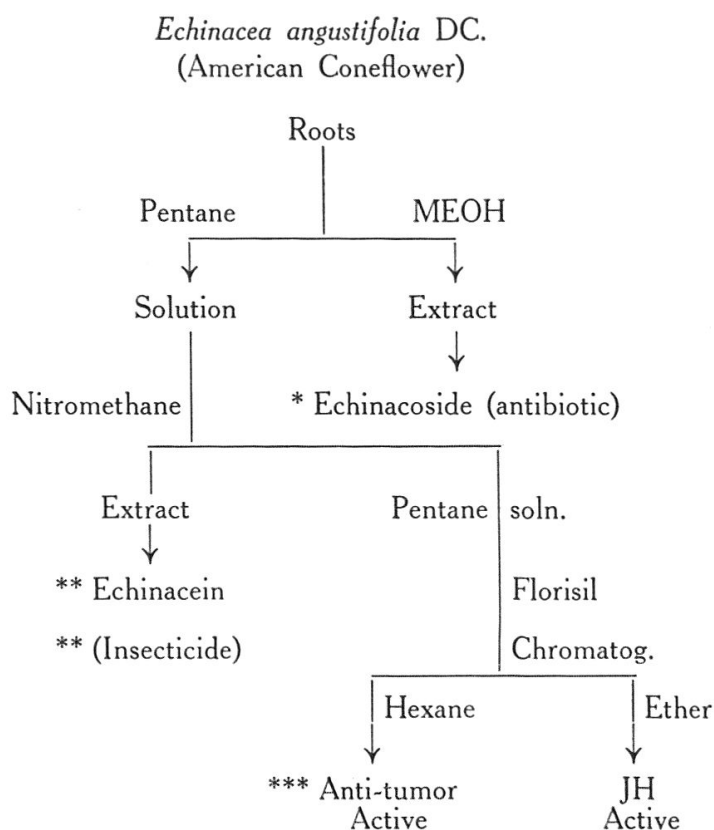 Echinacea angustifolia DC.
(American Coneflower)
Roots
Pentane MEOH
Solution Extract
Nitromethane * Echinacoside (antibiotic)
Extract Pentane soln.
** Echinacein Florisil
** (Insecticide) Chromatog.
Hexane Ether
*** Anti-tumor JH
Active Active